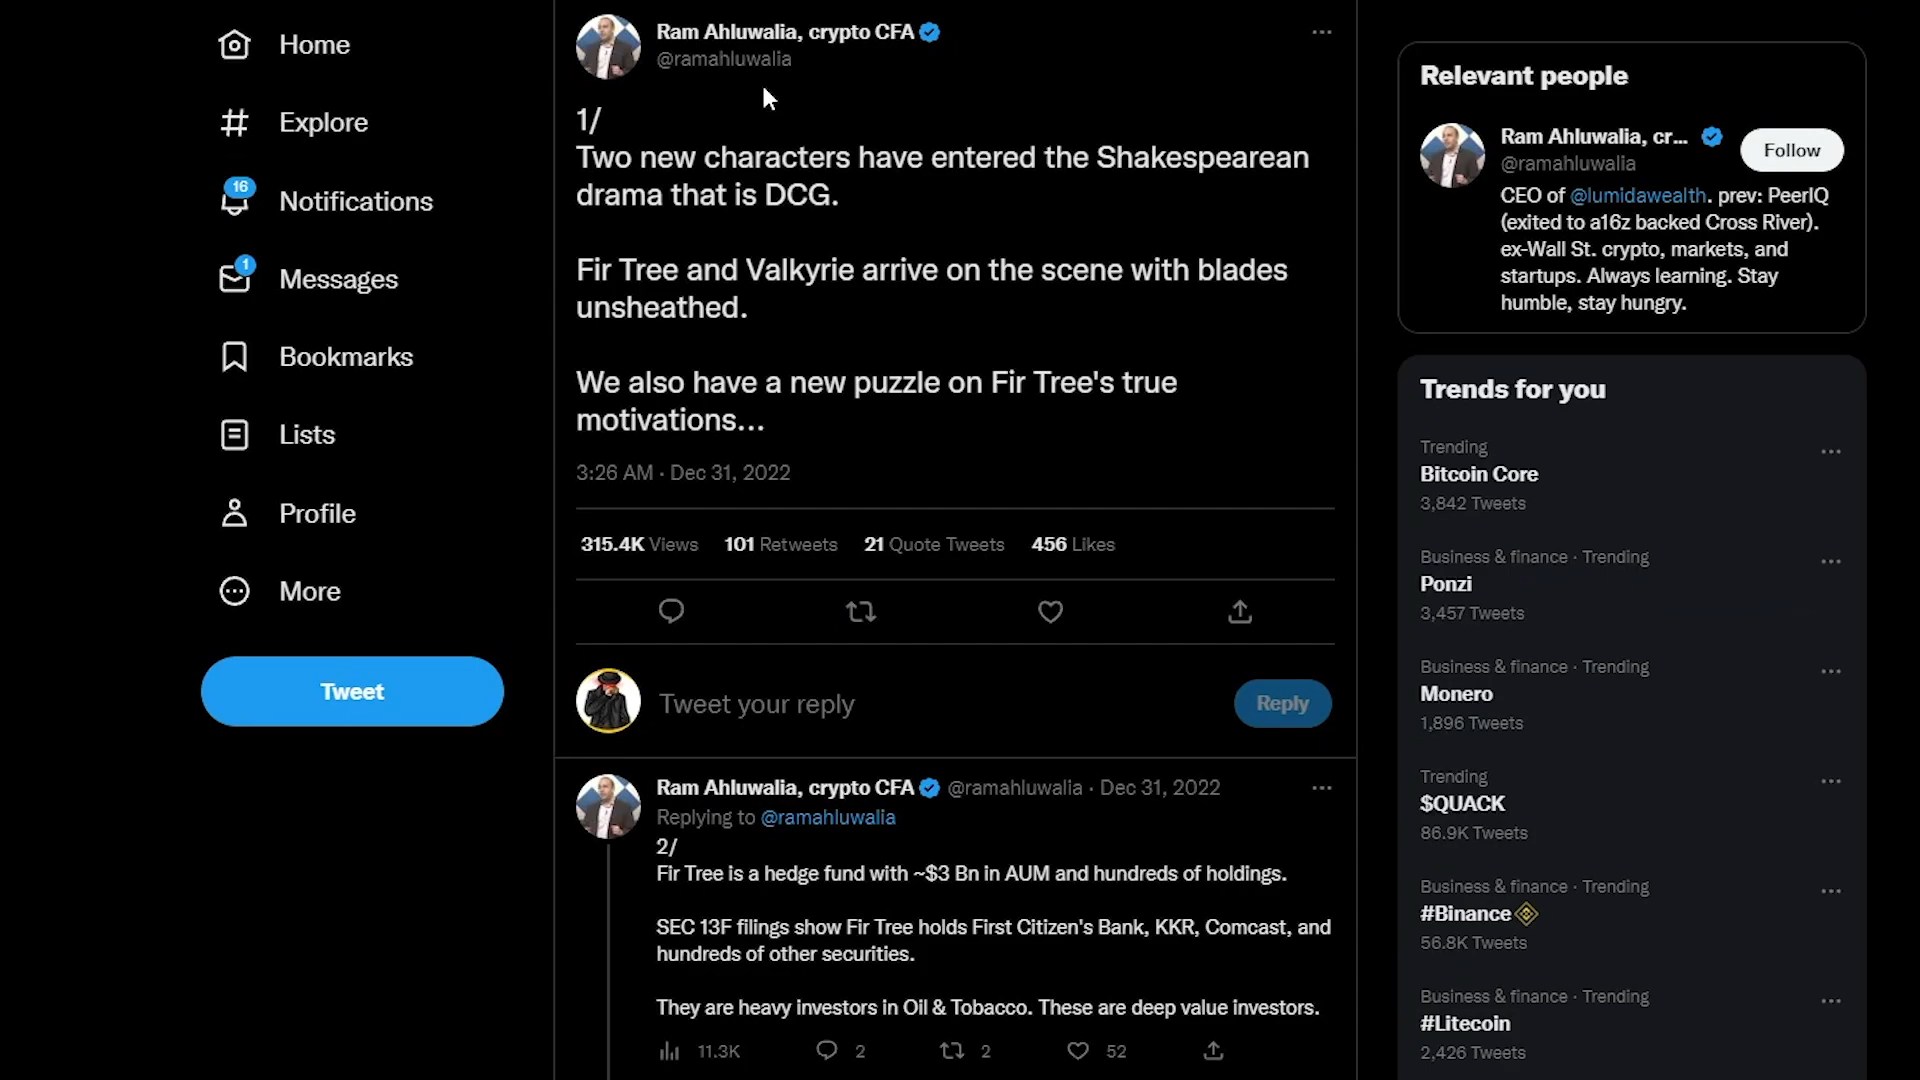 Home
Explore
16
Notifications
1
Messages
Bookmarks
Lists
Profile
More
Tweet
Ram Ahluwalia, crypto CFA
@ramahluwalia
1/
Two new characters have entered the Shakespearean
drama that is DCG.
Fir Tree and Valkyrie arrive on the scene with blades
unsheathed.
We also have a new puzzle on Fir Tree's true
motivations...
3:26 AM · Dec 31, 2022
315.4K Views 101 Retweets 21 Quote Tweets 456 Likes
Tweet your reply
Reply
Ram Ahluwalia, crypto CFA @ramahluwalia · Dec 31, 2022
Replying to @ramahluwalia
2/
Fir Tree is a hedge fund with ~$3 Bn in AUM and hundreds of holdings.
SEC 13F filings show Fir Tree holds First Citizen's Bank, KKR, Comcast, and
hundreds of other securities.
They are heavy investors in Oil & Tobacco. These are deep value investors.
11.3K 2 2 52
Relevant people
Ram Ahluwalia, cr...
@ramahluwalia
Follow
CEO of @lumidawealth. prev: PeerIQ
(exited to a16z backed Cross River).
ex-Wall St. crypto, markets, and
startups. Always learning. Stay
humble, stay hungry.
Trends for you
Trending
Bitcoin Core
3,842 Tweets
Business & finance · Trending
Ponzi
3,457 Tweets
Business & finance · Trending
Monero
1,896 Tweets
Trending
$QUACK
86.9K Tweets
Business & finance · Trending
#Binance
56.8K Tweets
Business & finance · Trending
#Litecoin
2,426 Tweets